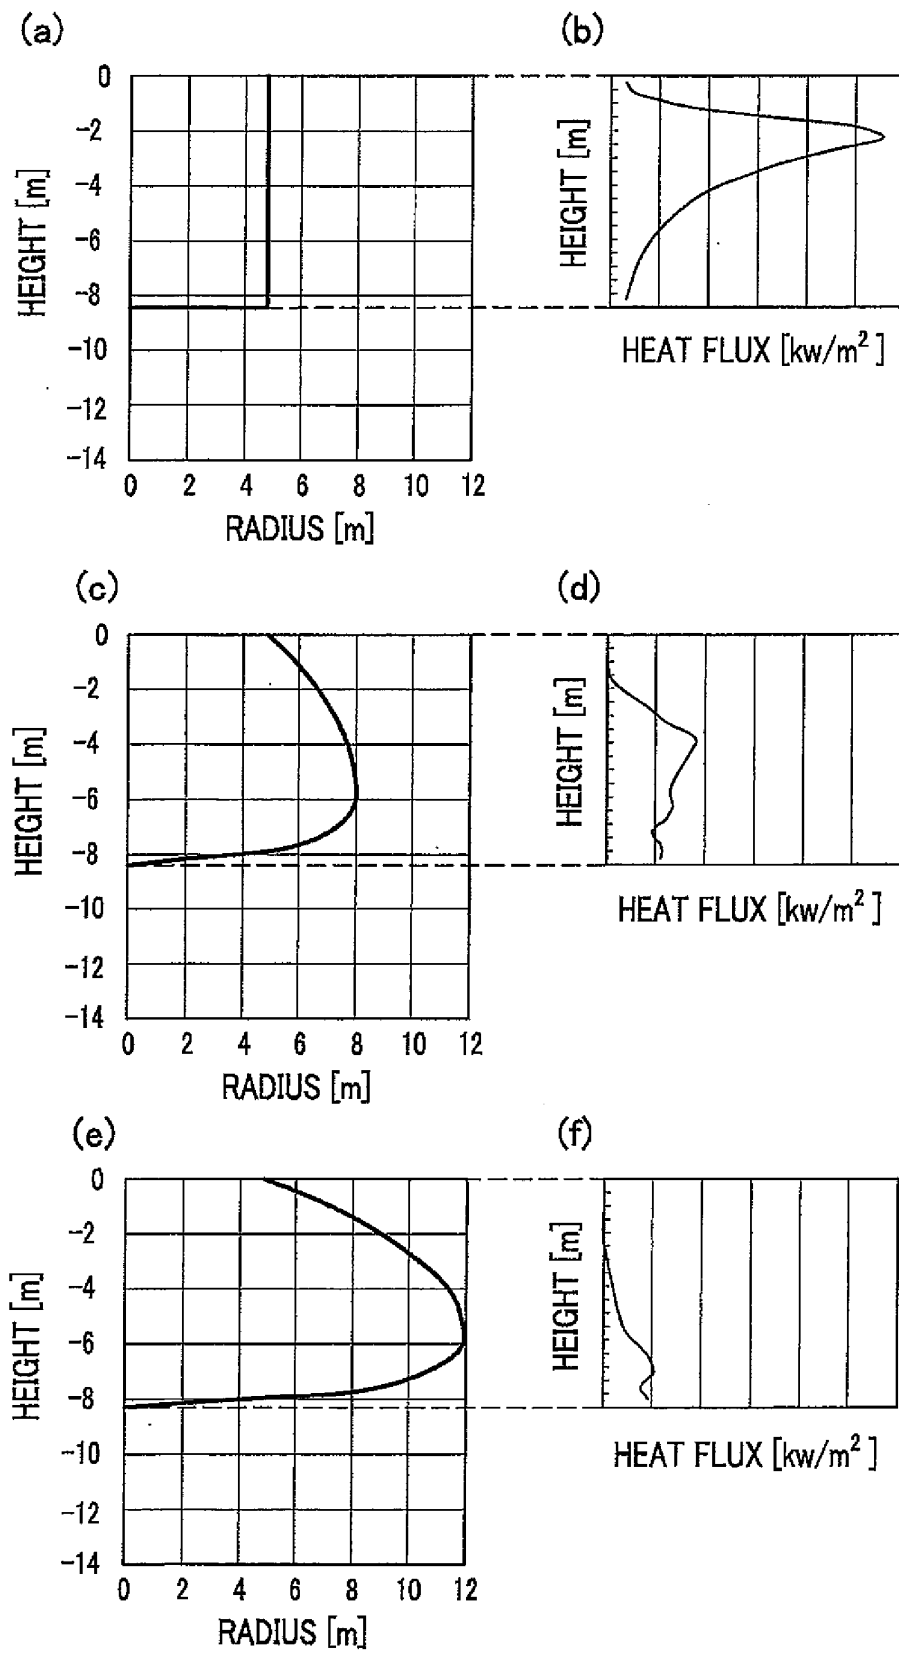 (a)
(b)
0
-2
-4
-6
-8
-10
-12
-14
HEIGHT [m]
0 2 4 6 8 10 12
RADIUS [m]
HEIGHT [m]
HEAT FLUX [kw/m²]
(c)
(d)
0
-2
-4
-6
-8
-10
-12
-14
HEIGHT [m]
0 2 4 6 8 10 12
RADIUS [m]
HEIGHT [m]
HEAT FLUX [kw/m²]
(e)
(f)
0
-2
-4
-6
-8
-10
-12
-14
HEIGHT [m]
0 2 4 6 8 10 12
RADIUS [m]
HEIGHT [m]
HEAT FLUX [kw/m²]